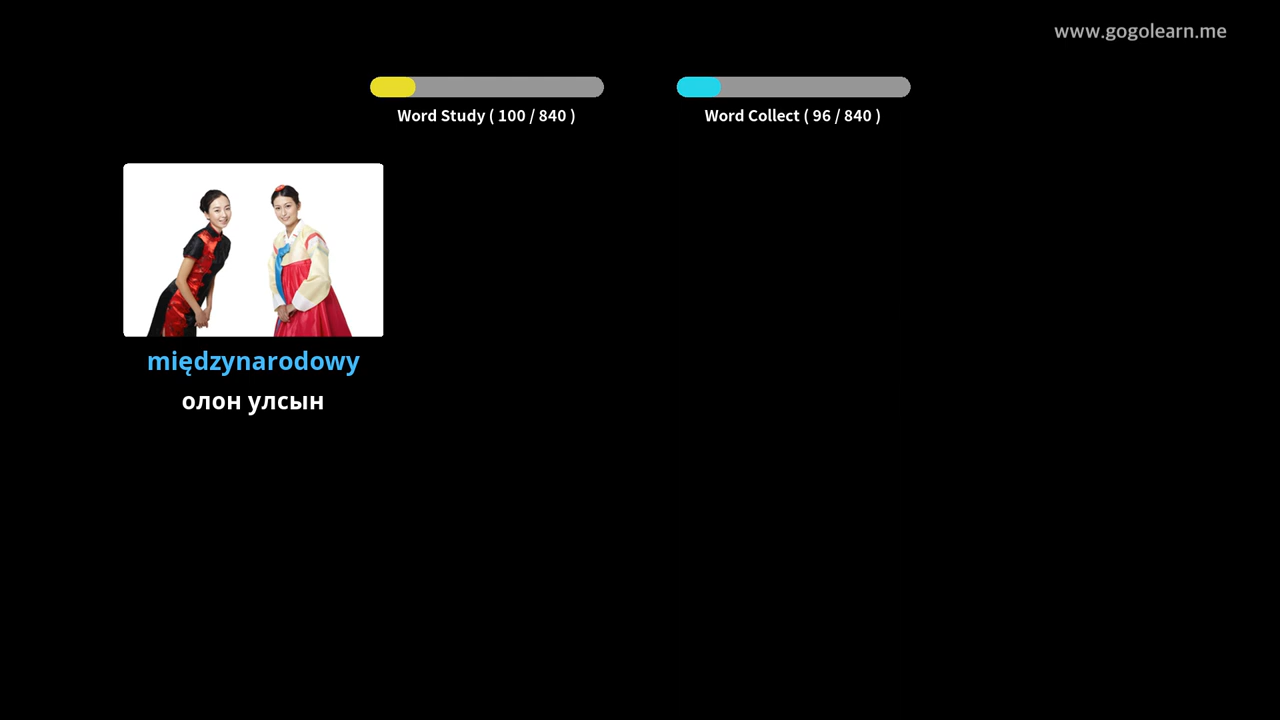 www.gogolearn.me
Word Study ( 100 / 840 )
Word Collect ( 96 / 840 )
międzynarodowy
олон улсын